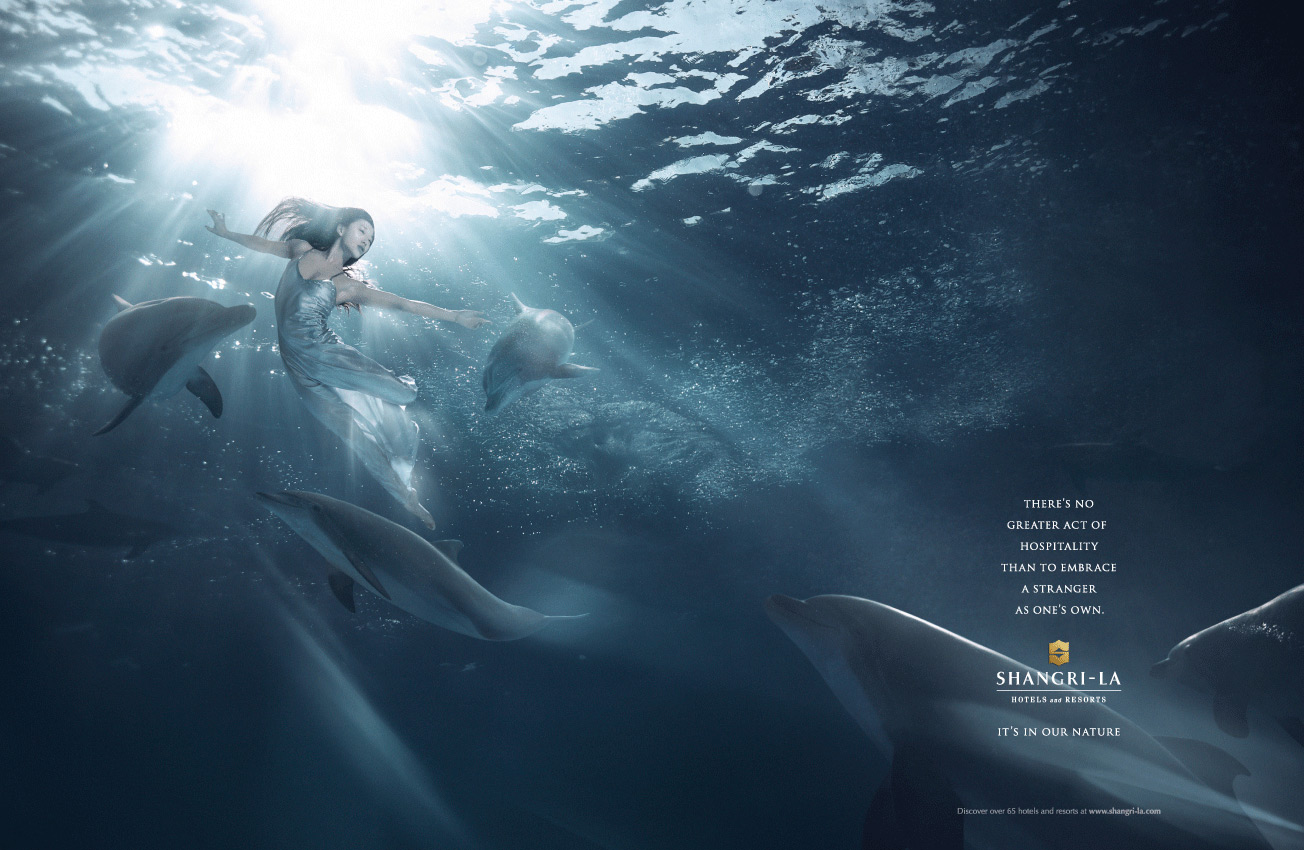 THERE'S NO
GREATER ACT OF
HOSPITALITY
THAN TO EMBRACE
A STRANGER
AS ONE'S OWN.
SHANGRI-LA
HOTELS and RESORTS
IT'S IN OUR NATURE
Discover over 65 hotels and resorts at www.shangri-la.com